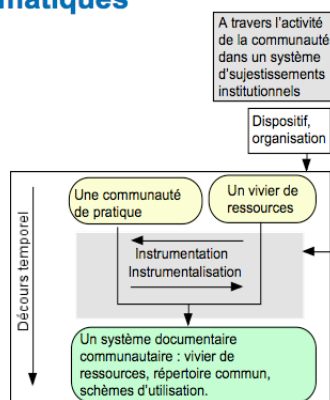 matiques
A travers l'activité
de la communauté
dans un système
d'sujestissements
institutionnels
Dispositif,
organisation
Une communauté
de pratique
Un vivier de
ressources
Instrumentation
Instrumentalisation
Décours temporel
Un système documentaire
communautaire : vivier de
ressources, répertoire commun,
schèmes d'utilisation.